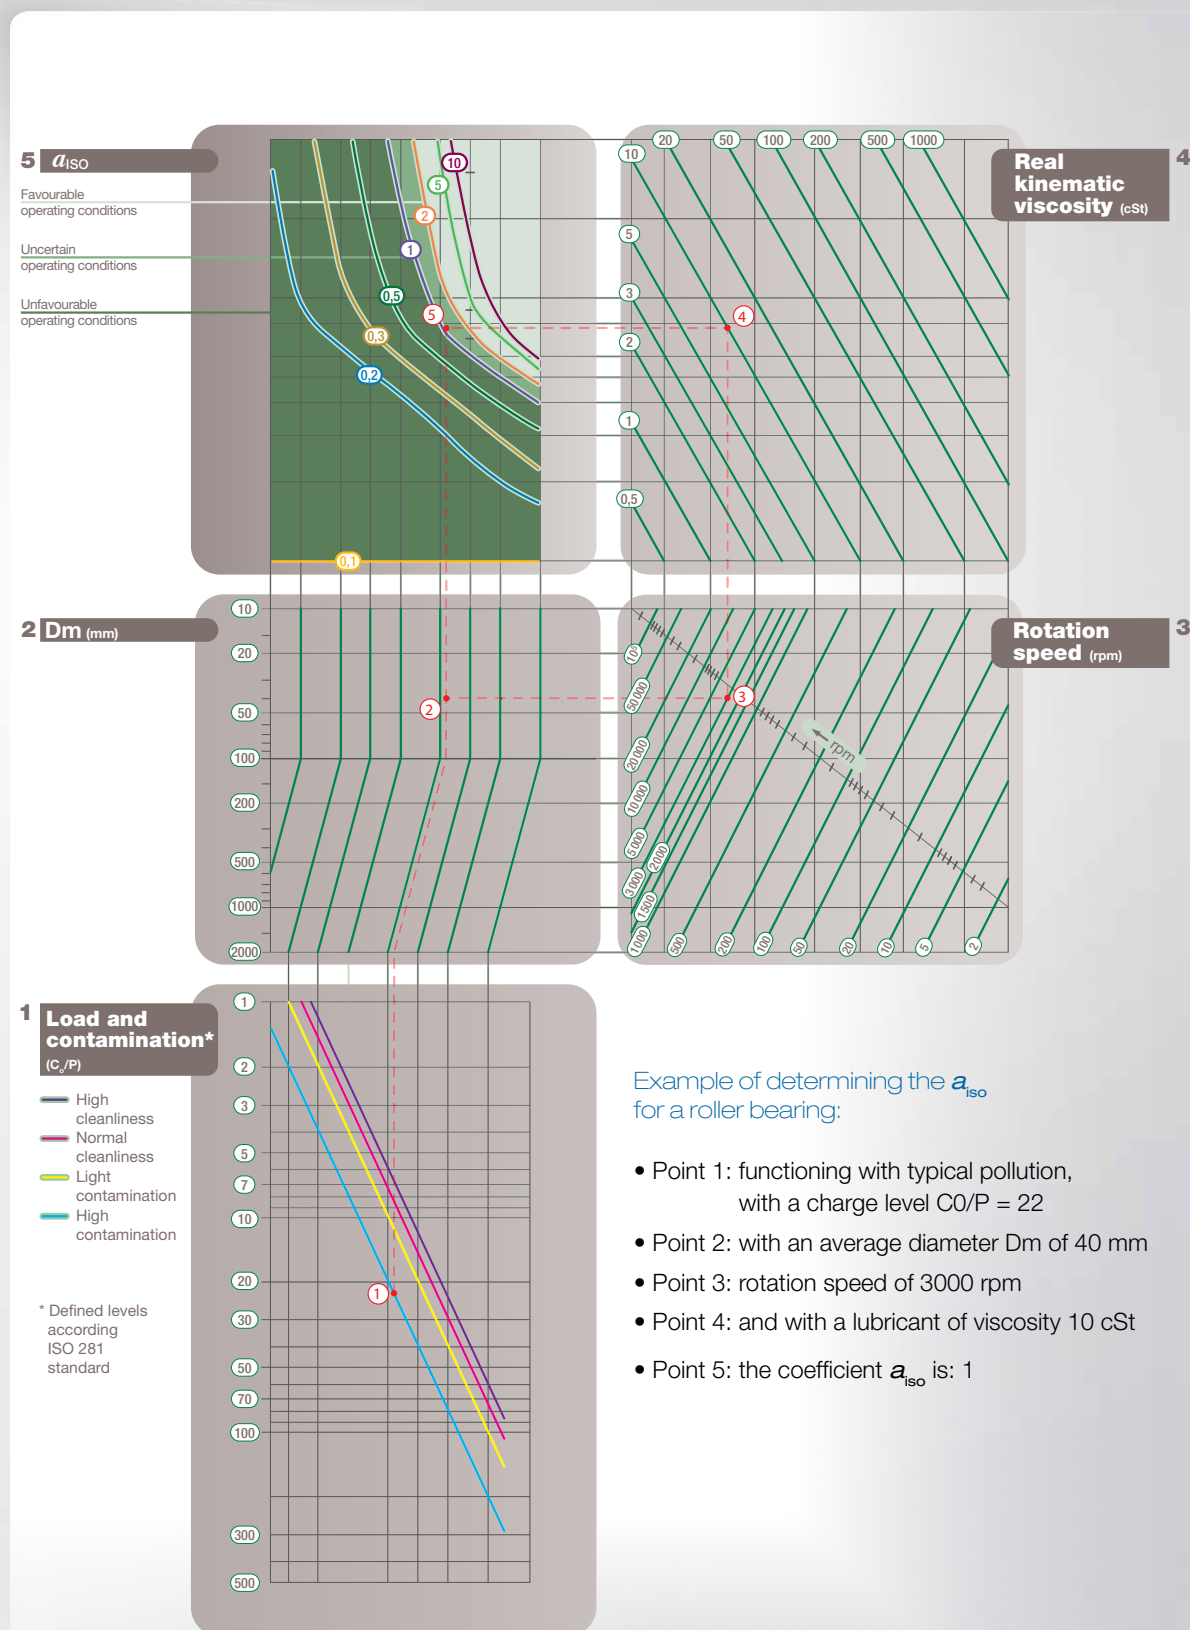 5 aISO
Favourable
operating conditions
Uncertain
operating conditions
Unfavourable
operating conditions
10
5
2
1
0.5
5
0,3
0,2
0,1
4
Real
kinematic
viscosity (cSt)
20 50 100 200 500 1000
10
5
3
2
1
0,5
4
2 Dm (mm)
10
20
50
100
200
500
1000
2000
2
3
Rotation
speed (rpm)
10⁵
50 000
20 000
10 000
5 000
3000
2000
1500
1000
500
200
100
50
20
10
5
2
3
rpm
1 Load and
contamination*
(C₀/P)
High
cleanliness
Normal
cleanliness
Light
contamination
High
contamination
* Defined levels
according
ISO 281
standard
1
2
3
5
7
10
20
30
50
70
100
300
500
1
Example of determining the aiso
for a roller bearing:
• Point 1: functioning with typical pollution,
with a charge level C0/P = 22
• Point 2: with an average diameter Dm of 40 mm
• Point 3: rotation speed of 3000 rpm
• Point 4: and with a lubricant of viscosity 10 cSt
• Point 5: the coefficient aiso is: 1